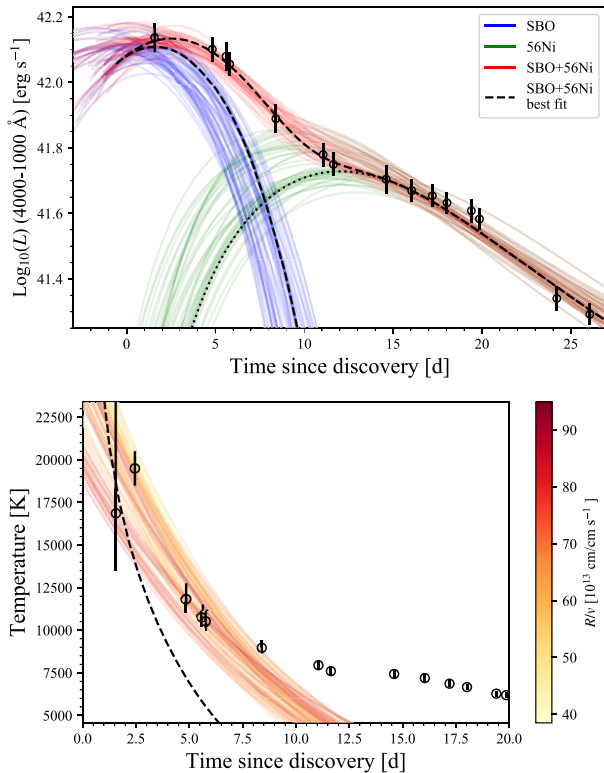 Log10(L) (4000-1000 Å) [erg s⁻¹]
42.2
42.0
41.8
41.6
41.4
SBO
56Ni
SBO+56Ni
SBO+56Ni
best fit
0 5 10 15 20 25
Time since discovery [d]
Temperature [K]
22500
20000
17500
15000
12500
10000
7500
5000
0.0 2.5 5.0 7.5 10.0 12.5 15.0 17.5 20.0
Time since discovery [d]
90
80
70
60
50
40
R/v [10¹³ cm/cm s⁻¹ ]